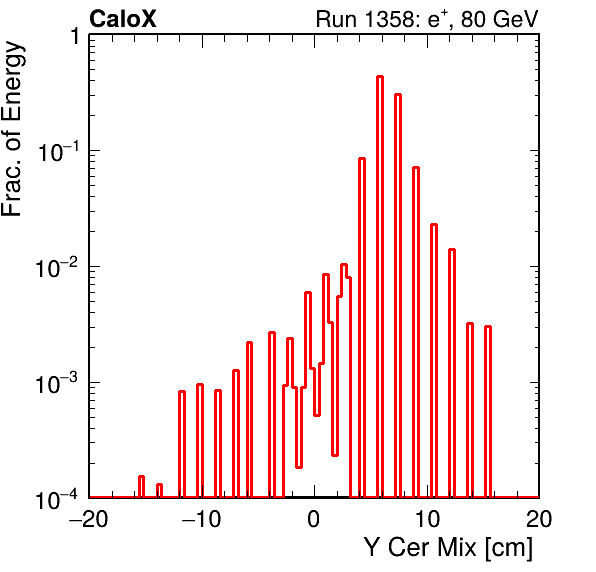 CaloX Run 1358: e⁺, 80 GeV
Frac. of Energy
1
10⁻¹
10⁻²
10⁻³
10⁻⁴
−20 −10 0 10 20
Y Cer Mix [cm]